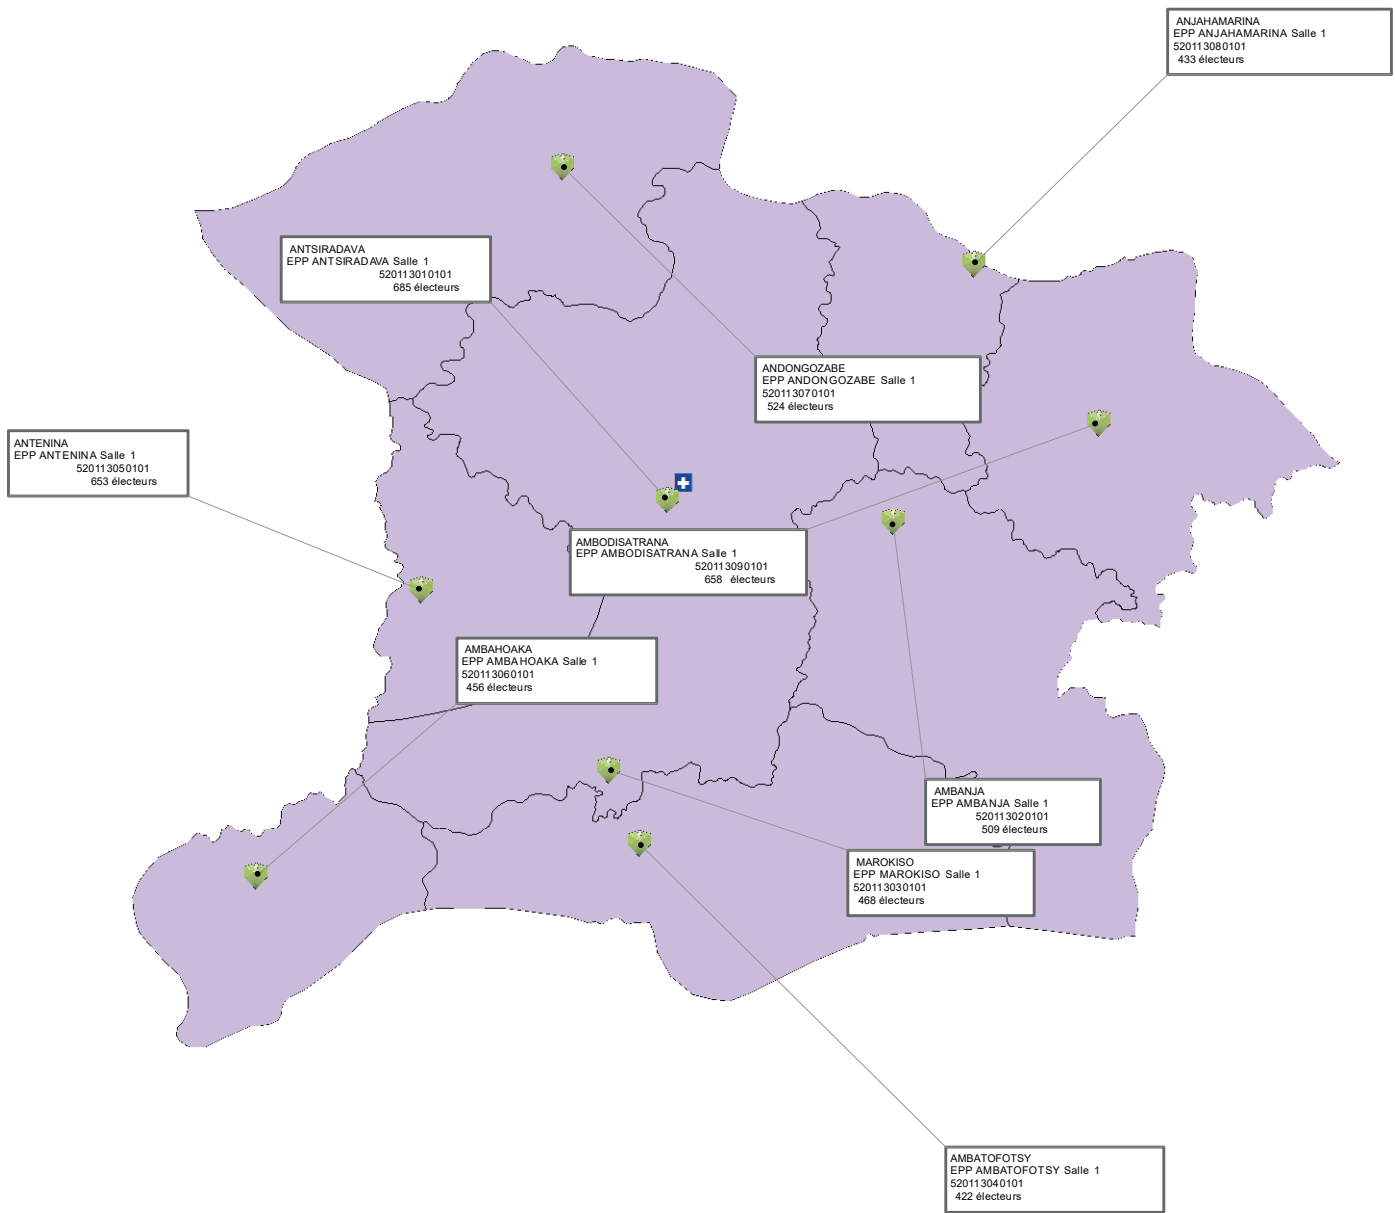 ANJAHAMARINA
EPP ANJAHAMARINA Salle 1
520113080101
433 électeurs
ANTSIRADAVA
EPP ANTSIRADAVA Salle 1
520113010101
685 électeurs
ANDONGOZABE
EPP ANDONGOZABE Salle 1
520113070101
524 électeurs
ANTENINA
EPP ANTENINA Salle 1
520113050101
653 électeurs
AMBODISATRANA
EPP AMBODISATRANA Salle 1
520113090101
658 électeurs
AMBAHOAKA
EPP AMBAHOAKA Salle 1
520113060101
456 électeurs
AMBANJA
EPP AMBANJA Salle 1
520113020101
509 électeurs
MAROKISO
EPP MAROKISO Salle 1
520113030101
468 électeurs
AMBATOFOTSY
EPP AMBATOFOTSY Salle 1
520113040101
422 électeurs